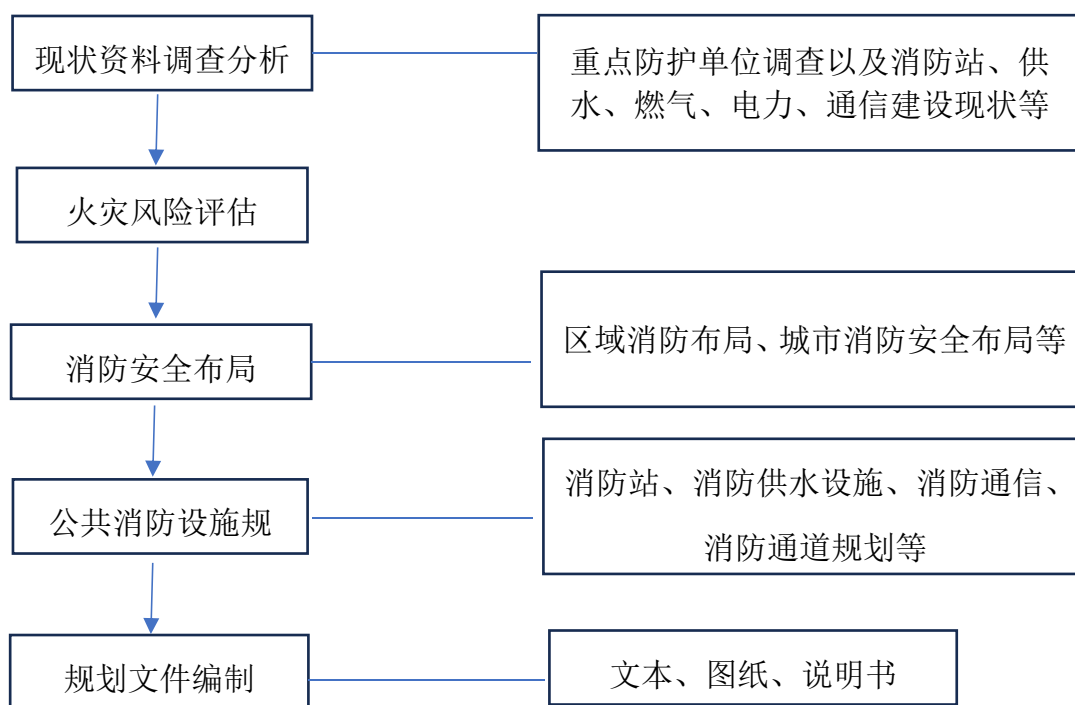 现状资料调查分析
重点防护单位调查以及消防站、供
水、燃气、电力、通信建设现状等
火灾风险评估
消防安全布局
区域消防布局、城市消防安全布局等
公共消防设施规
消防站、消防供水设施、消防通信、
消防通道规划等
规划文件编制
文本、图纸、说明书